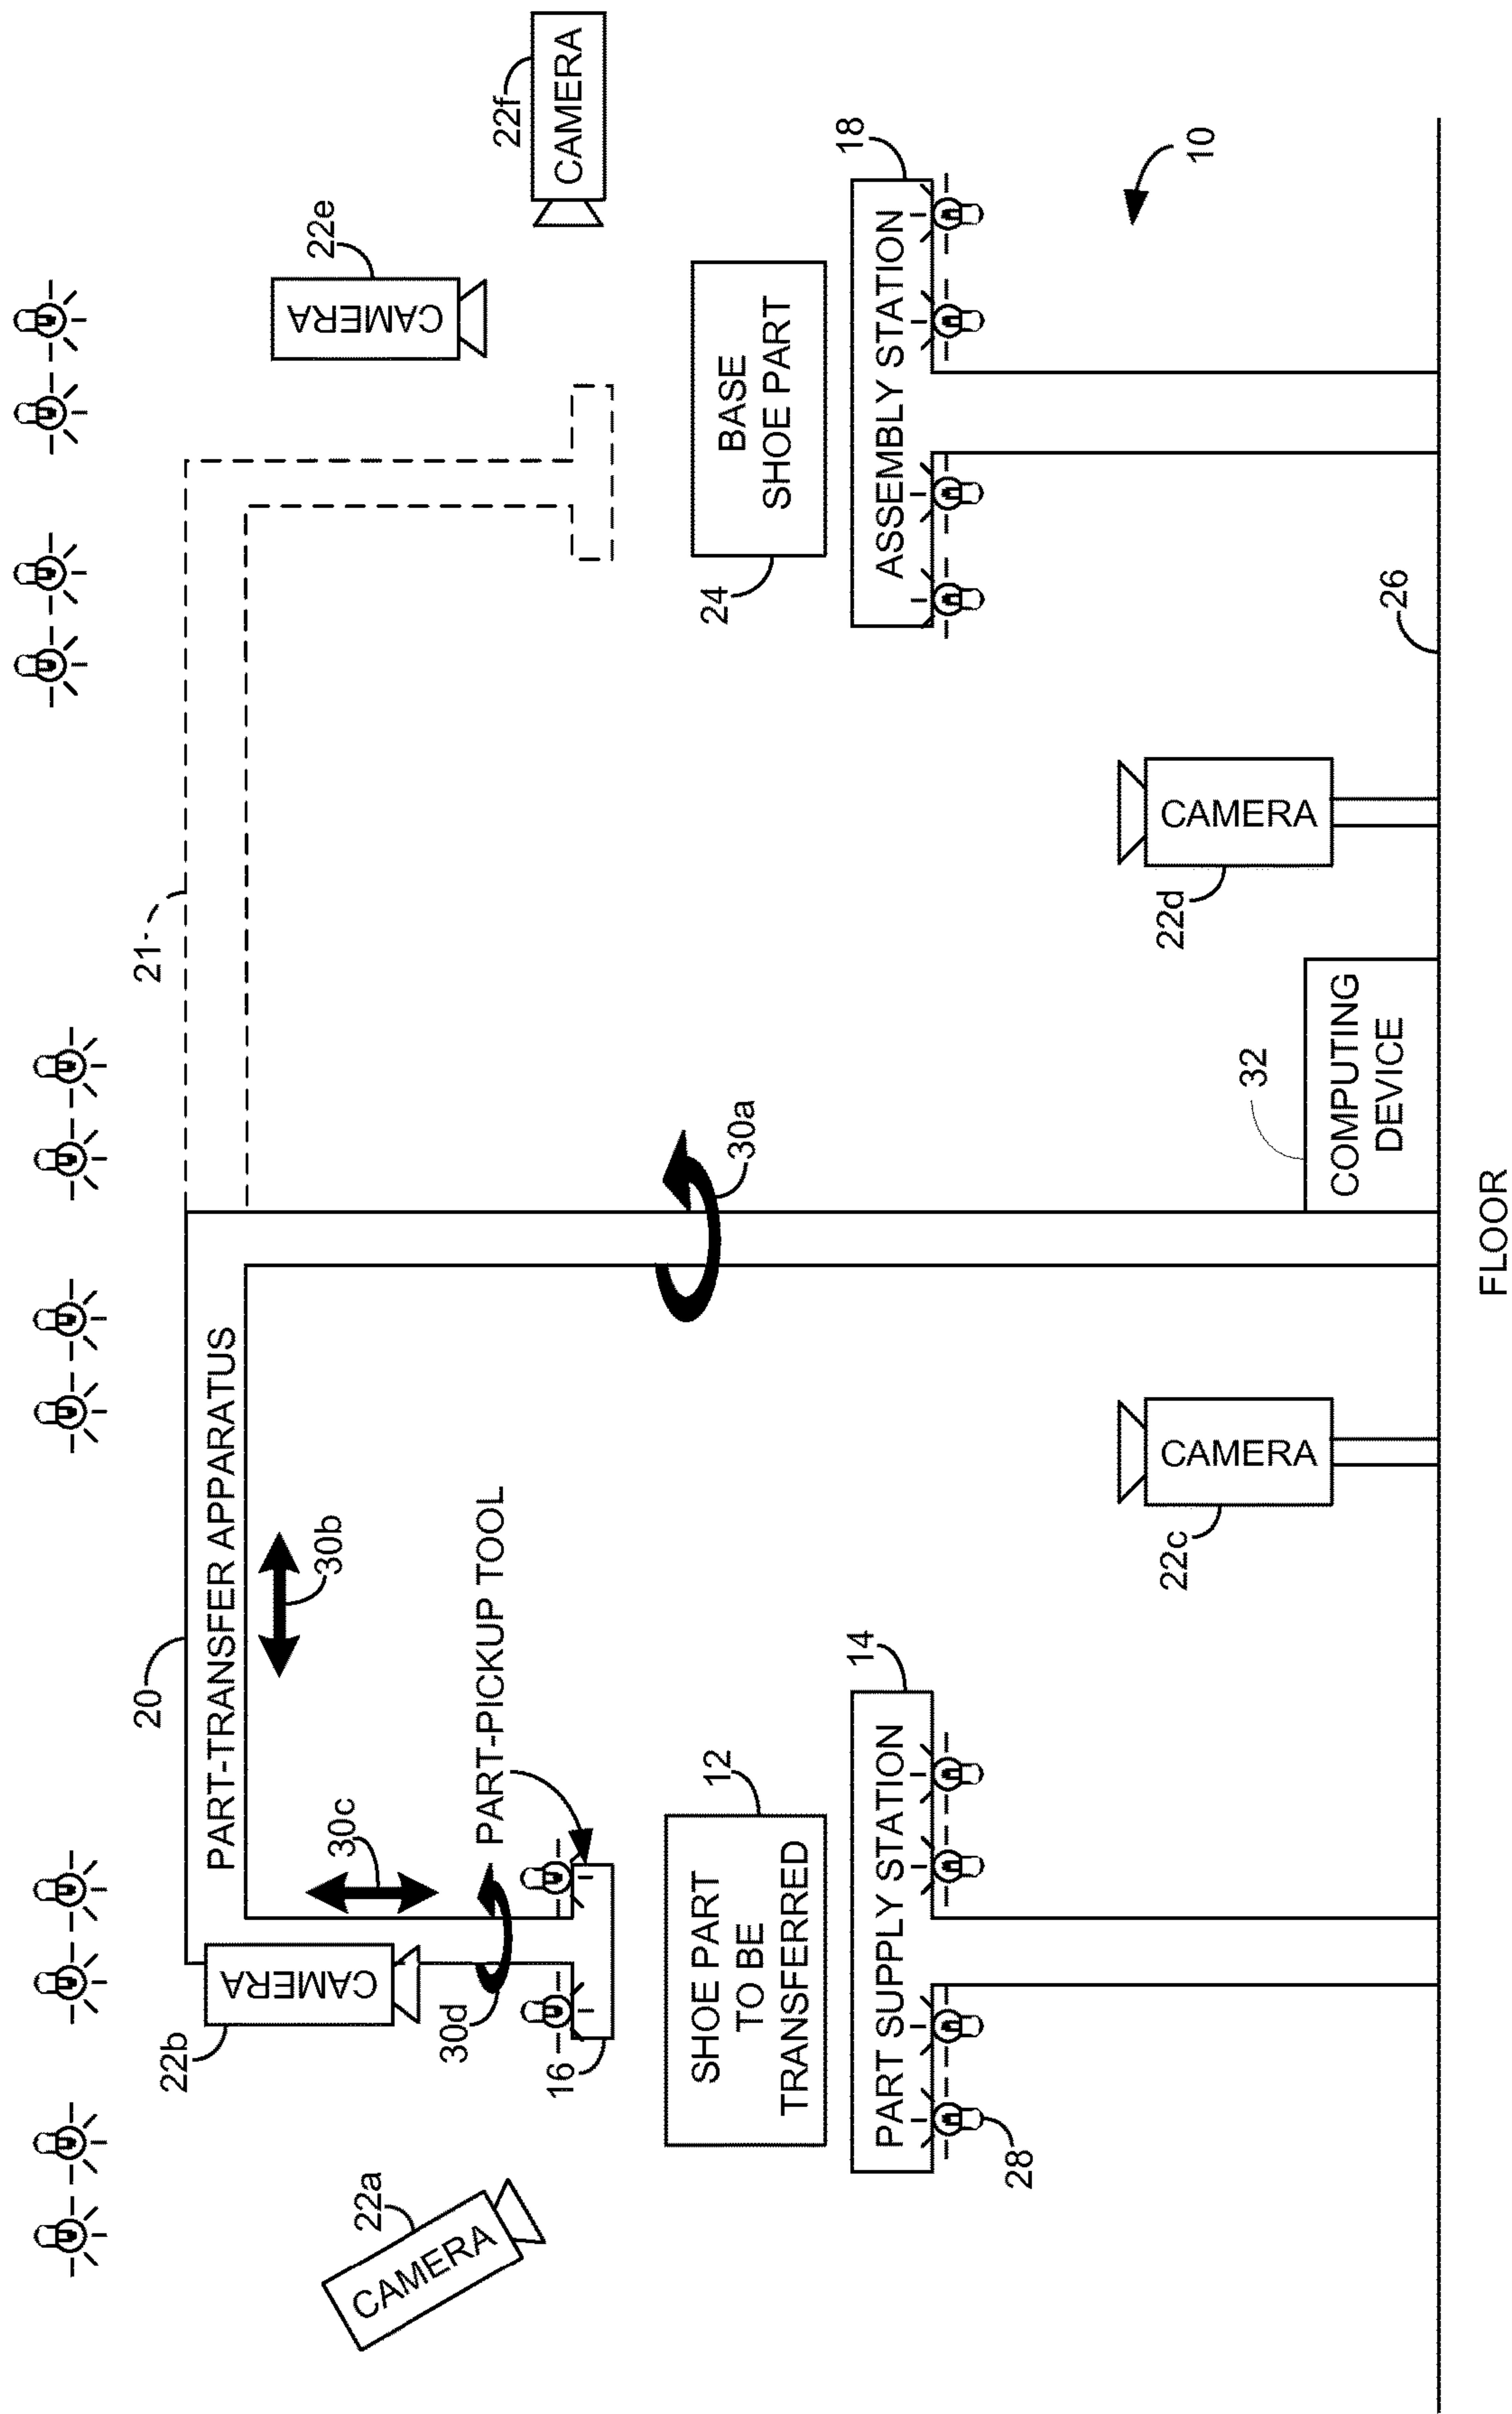 22a
CAMERA
22b
CAMERA
20
PART-TRANSFER APPARATUS
30b
30c
30d
16
PART-PICKUP TOOL
12
SHOE PART
TO BE
TRANSFERRED
14
PART SUPPLY STATION
28
22c
CAMERA
30a
21
32
COMPUTING
DEVICE
22d
CAMERA
22e
CAMERA
22f
CAMERA
24
BASE
SHOE PART
18
ASSEMBLY STATION
10
26
FLOOR